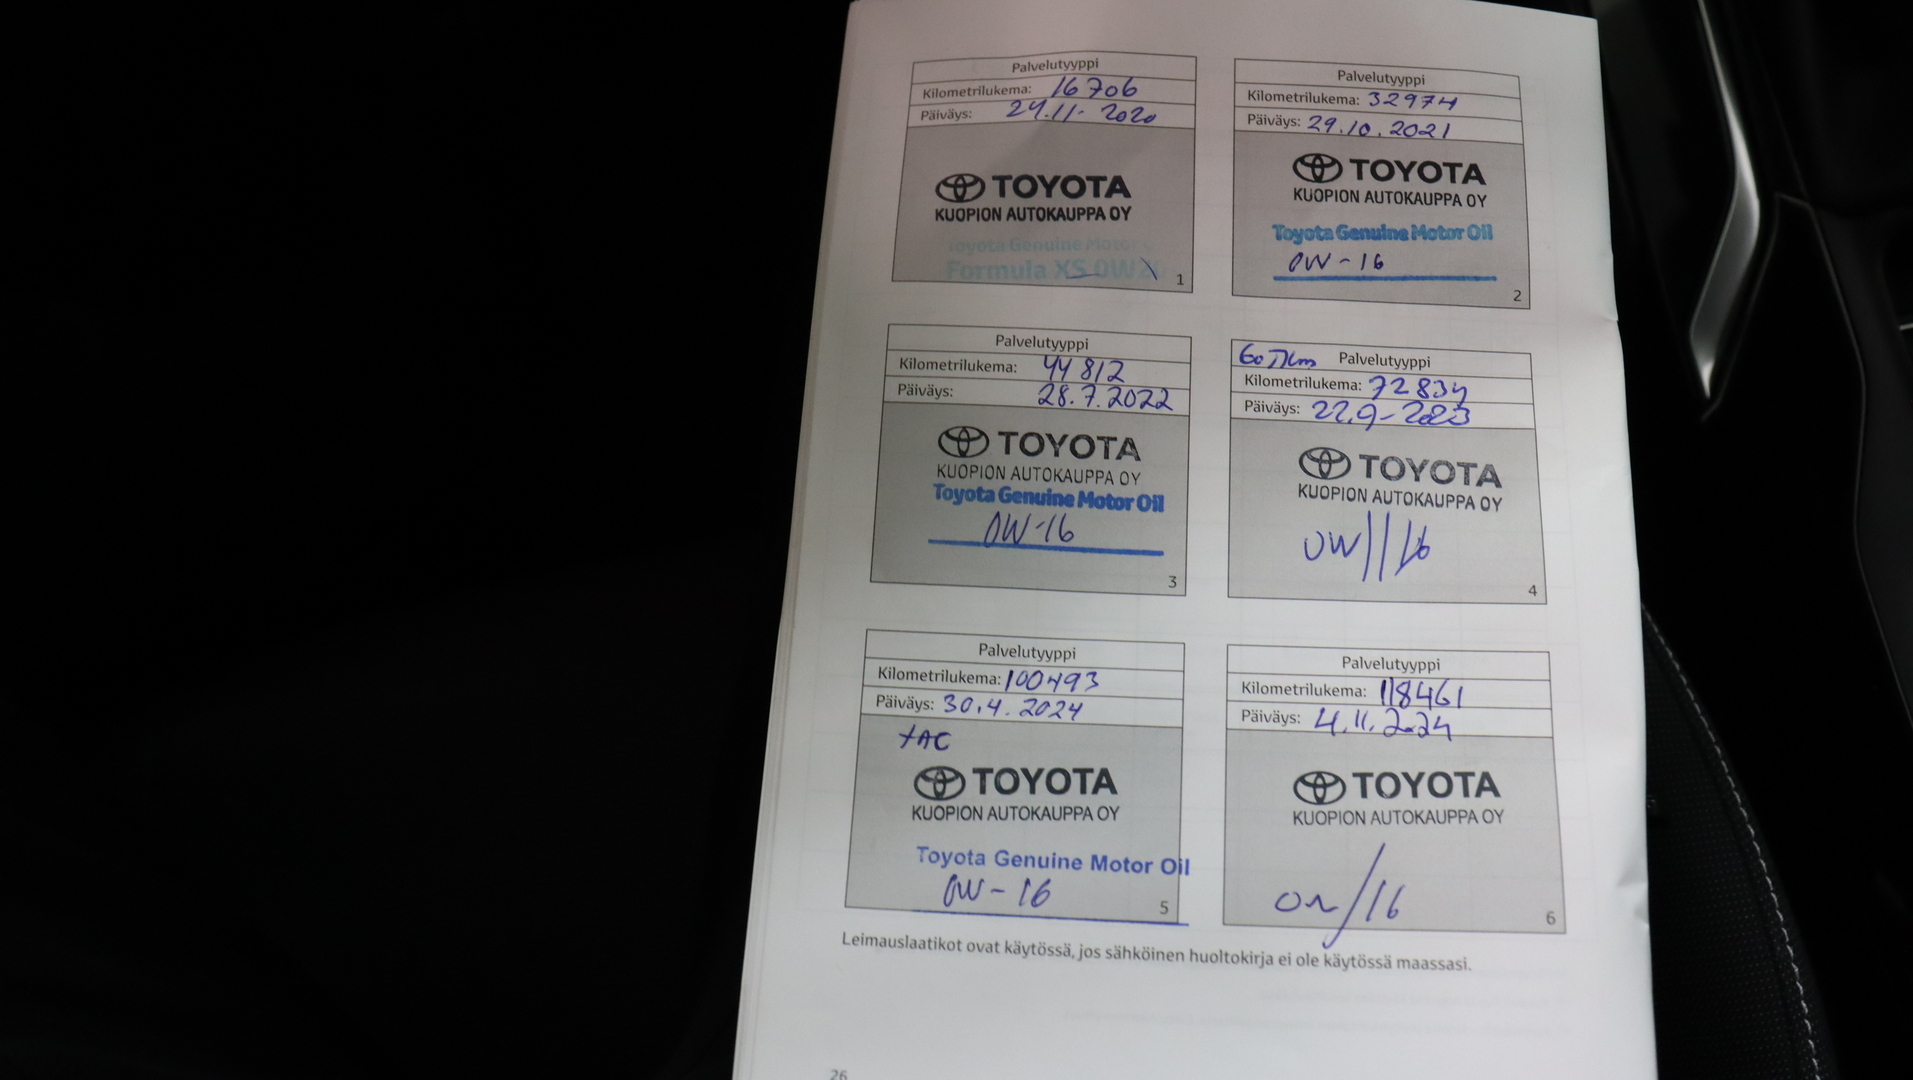 Palvelutyyppi
Kilometrilukema: 16706
Päiväys: 24.11.2020
TOYOTA
KUOPION AUTOKAUPPA OY
Toyota Genuine Motor
Formula XS 0W
1
Palvelutyyppi
Kilometrilukema: 32974
Päiväys: 29.10.2021
TOYOTA
KUOPION AUTOKAUPPA OY
Toyota Genuine Motor Oil
0W-16
2
Palvelutyyppi
Kilometrilukema: 44812
Päiväys: 28.7.2022
TOYOTA
KUOPION AUTOKAUPPA OY
Toyota Genuine Motor Oil
0W-16
3
60 Tkm Palvelutyyppi
Kilometrilukema: 72834
Päiväys: 22.9-2023
TOYOTA
KUOPION AUTOKAUPPA OY
0W//16
4
Palvelutyyppi
Kilometrilukema: 100493
Päiväys: 30.4.2024
+AC
TOYOTA
KUOPION AUTOKAUPPA OY
Toyota Genuine Motor Oil
0W-16
5
Palvelutyyppi
Kilometrilukema: 118461
Päiväys: 4.11.2024
TOYOTA
KUOPION AUTOKAUPPA OY
0W/16
6
Leimauslaatikot ovat käytössä, jos sähköinen huoltokirja ei ole käytössä maassasi.
26